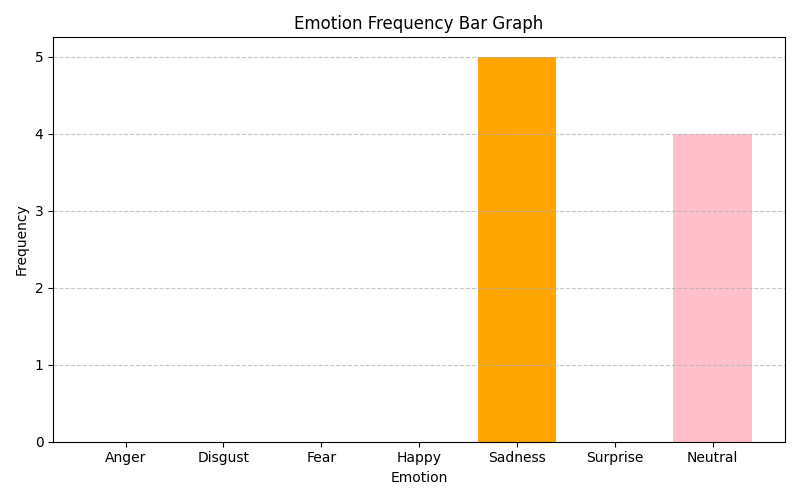 Emotion Frequency Bar Graph
Frequency
5
4
3
2
1
0
Anger Disgust Fear Happy Sadness Surprise Neutral
Emotion